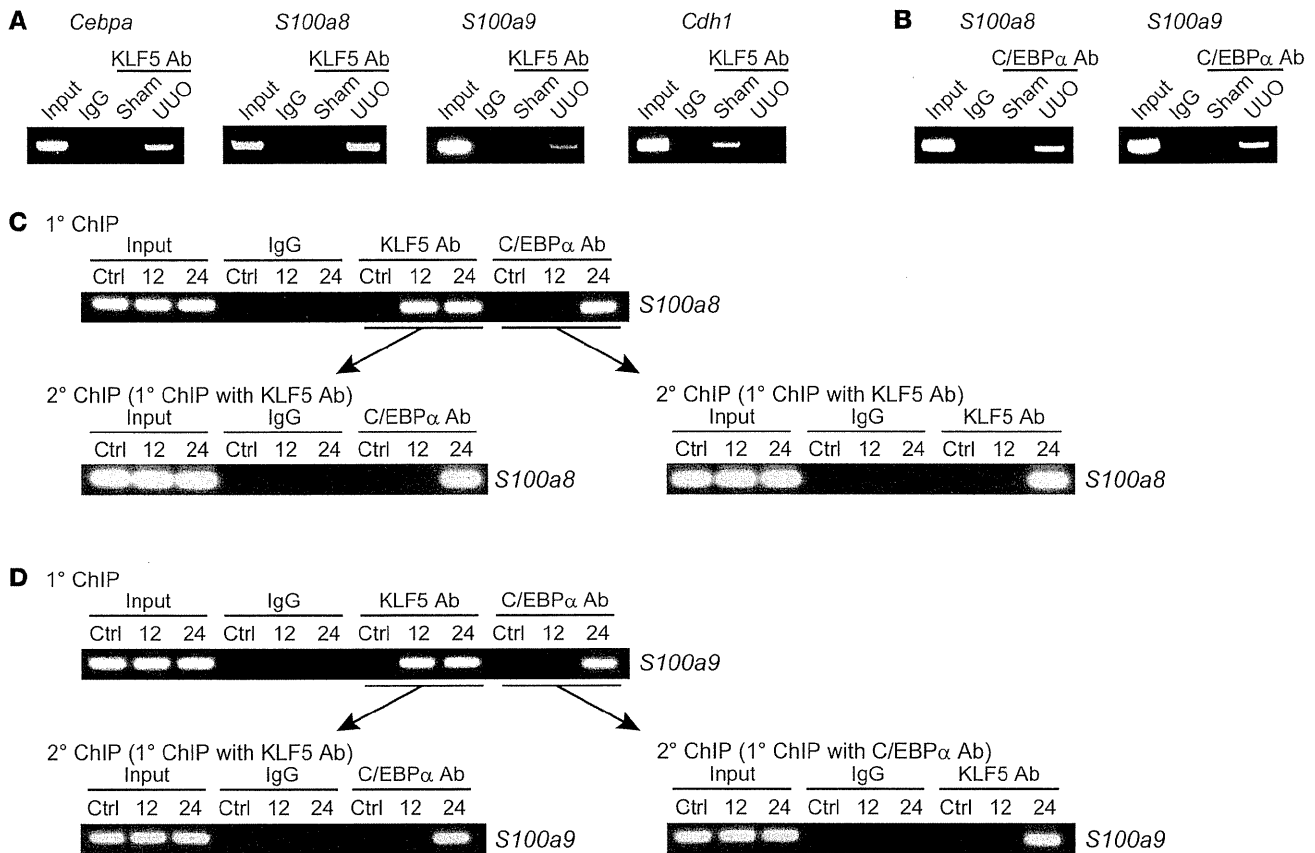 A Cebpa S100a8 S100a9 Cdh1
KLF5 Ab KLF5 Ab KLF5 Ab KLF5 Ab
Input IgG Sham UUO Input IgG Sham UUO Input IgG Sham UUO Input IgG Sham UUO
B S100a8 S100a9
C/EBPα Ab C/EBPα Ab
Input IgG Sham UUO Input IgG Sham UUO
C 1° ChIP
Input IgG KLF5 Ab C/EBPα Ab
Ctrl 12 24 Ctrl 12 24 Ctrl 12 24 Ctrl 12 24
S100a8
2° ChIP (1° ChIP with KLF5 Ab)
Input IgG C/EBPα Ab
Ctrl 12 24 Ctrl 12 24 Ctrl 12 24
S100a8
2° ChIP (1° ChIP with KLF5 Ab)
Input IgG KLF5 Ab
Ctrl 12 24 Ctrl 12 24 Ctrl 12 24
S100a8
D 1° ChIP
Input IgG KLF5 Ab C/EBPα Ab
Ctrl 12 24 Ctrl 12 24 Ctrl 12 24 Ctrl 12 24
S100a9
2° ChIP (1° ChIP with KLF5 Ab)
Input IgG C/EBPα Ab
Ctrl 12 24 Ctrl 12 24 Ctrl 12 24
S100a9
2° ChIP (1° ChIP with C/EBPα Ab)
Input IgG KLF5 Ab
Ctrl 12 24 Ctrl 12 24 Ctrl 12 24
S100a9